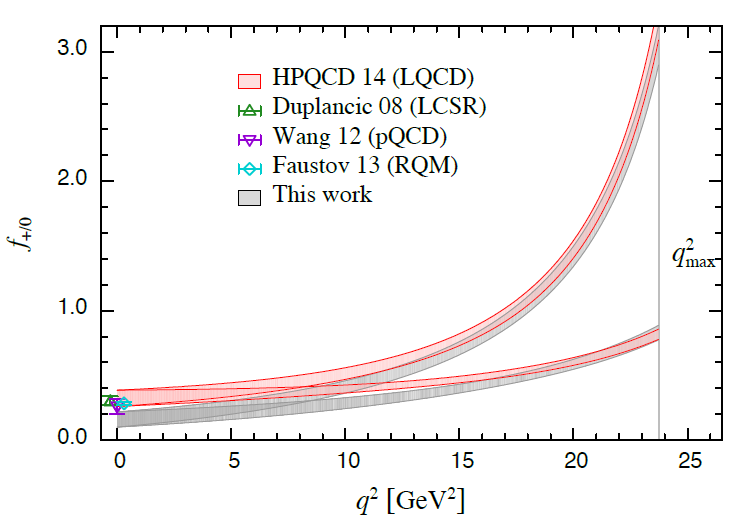 3.0
HPQCD 14 (LQCD)
Duplancic 08 (LCSR)
Wang 12 (pQCD)
Faustov 13 (RQM)
This work
2.0
f+/0
q²max
1.0
0.0
0 5 10 15 20 25
q² [GeV²]